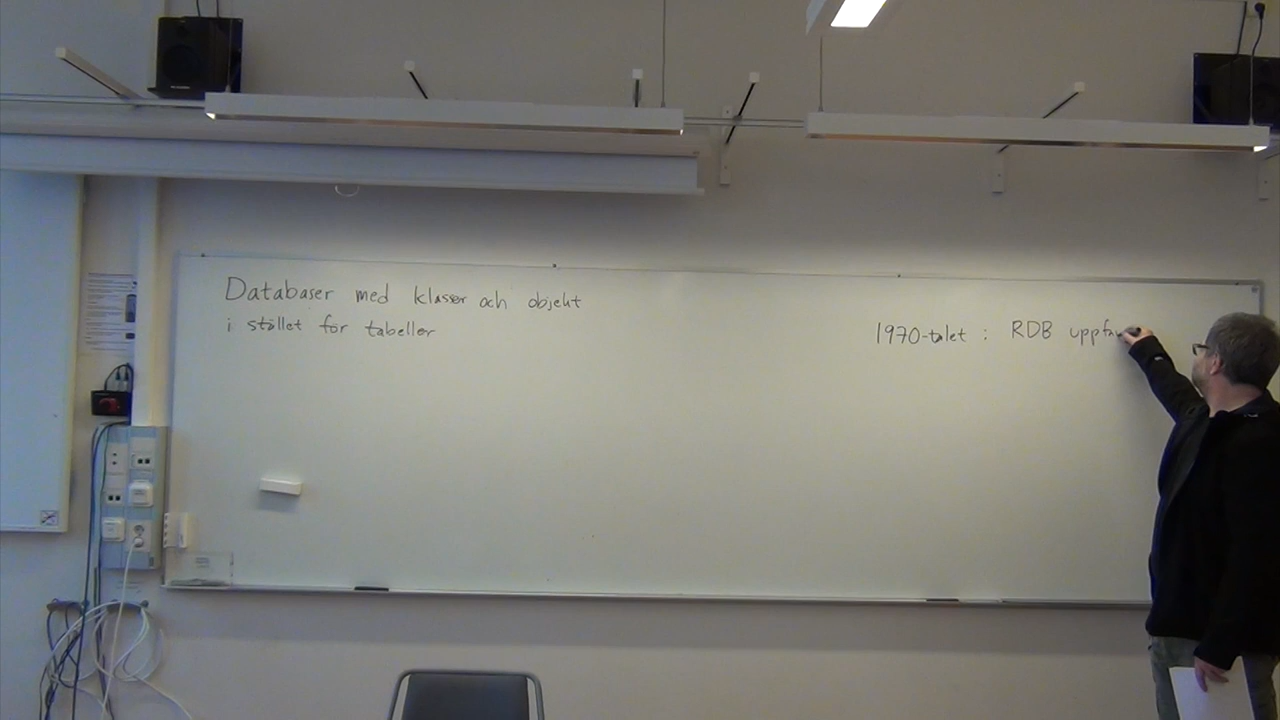 Databaser med klasser och objekt
i stället för tabeller
1970-talet : RDB uppfa